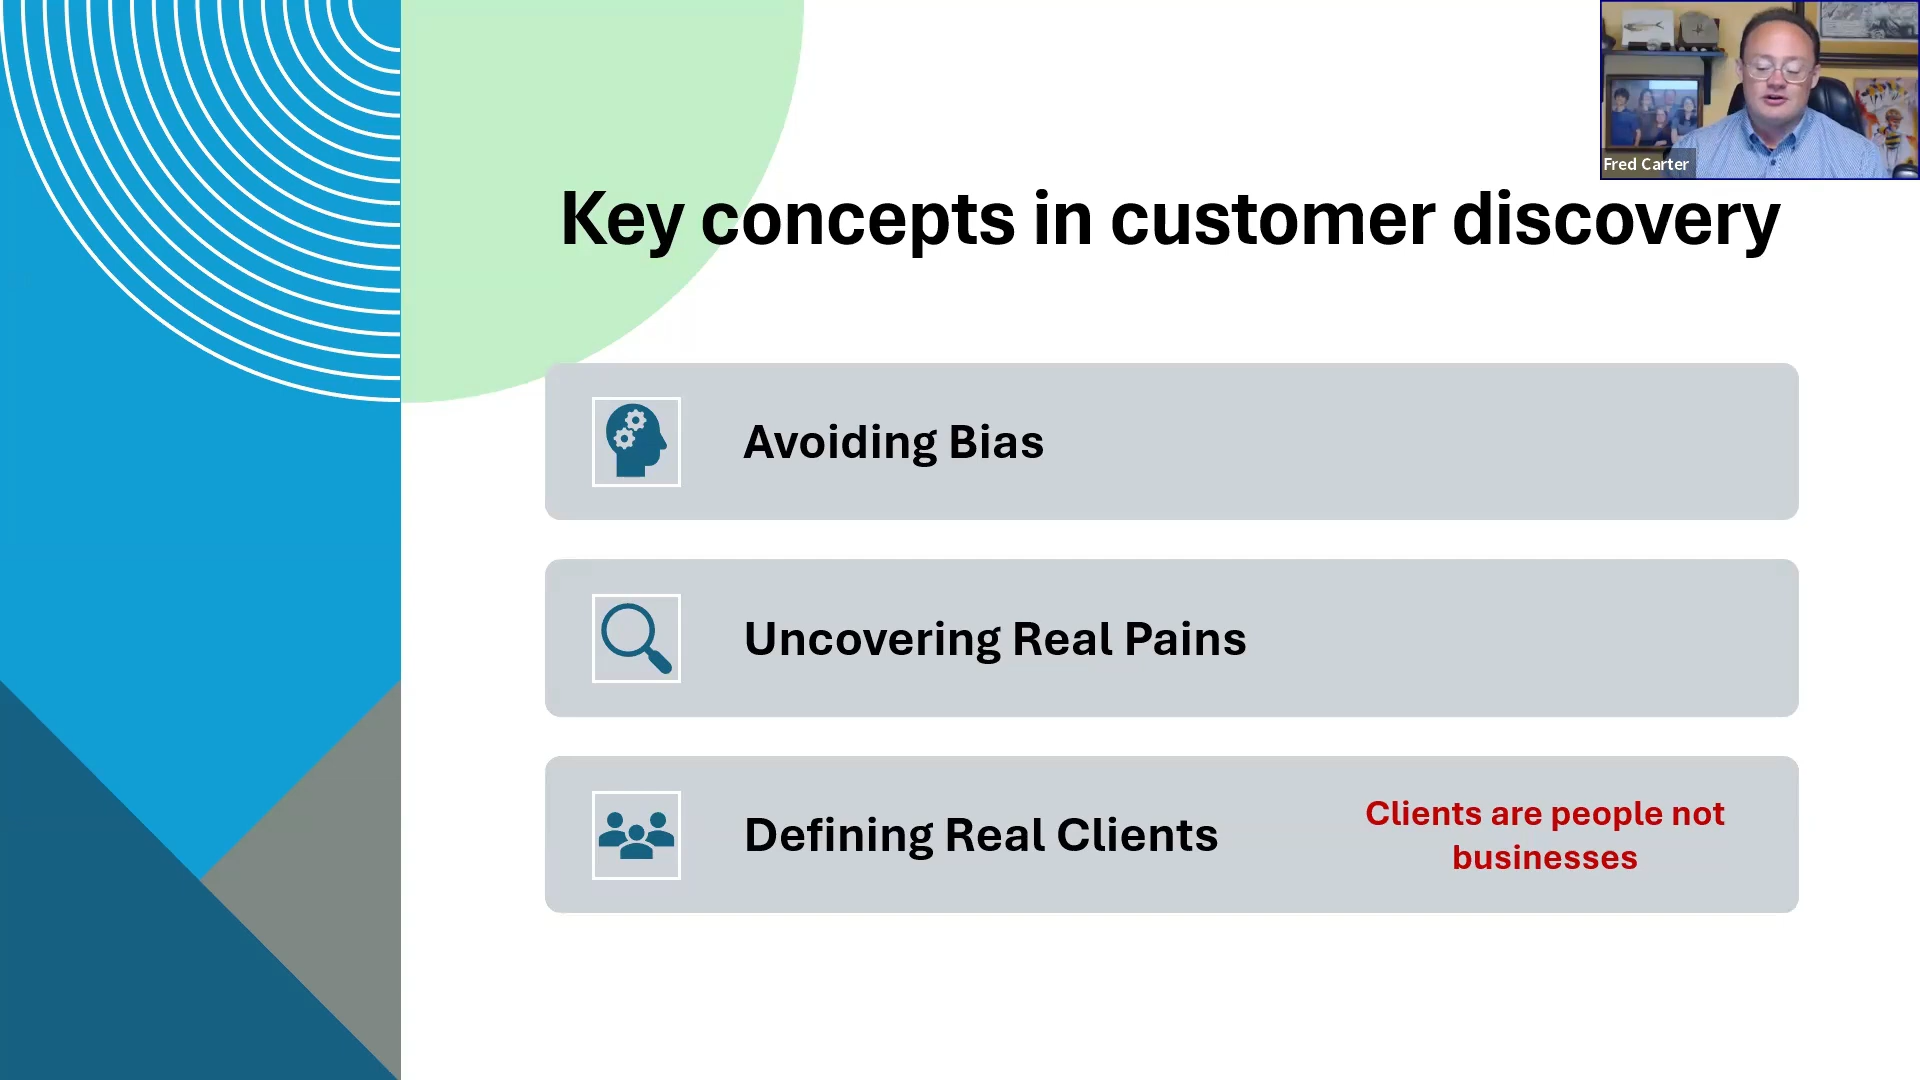 Fred Carter
Key concepts in customer discovery
Avoiding Bias
Uncovering Real Pains
Defining Real Clients
Clients are people not
businesses